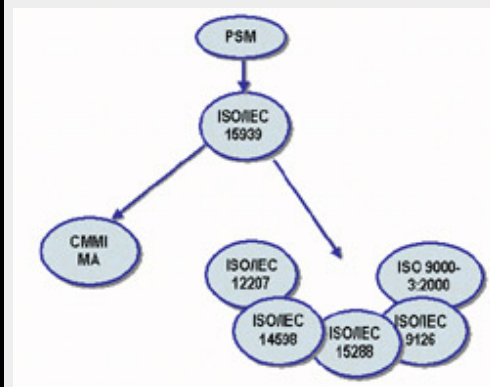 PSM
ISO/IEC
15939
CMMI
MA
ISO/IEC
12207
ISO 9000-
3:2000
ISO/IEC
14598
ISO/IEC
15288
ISO/IEC
9126